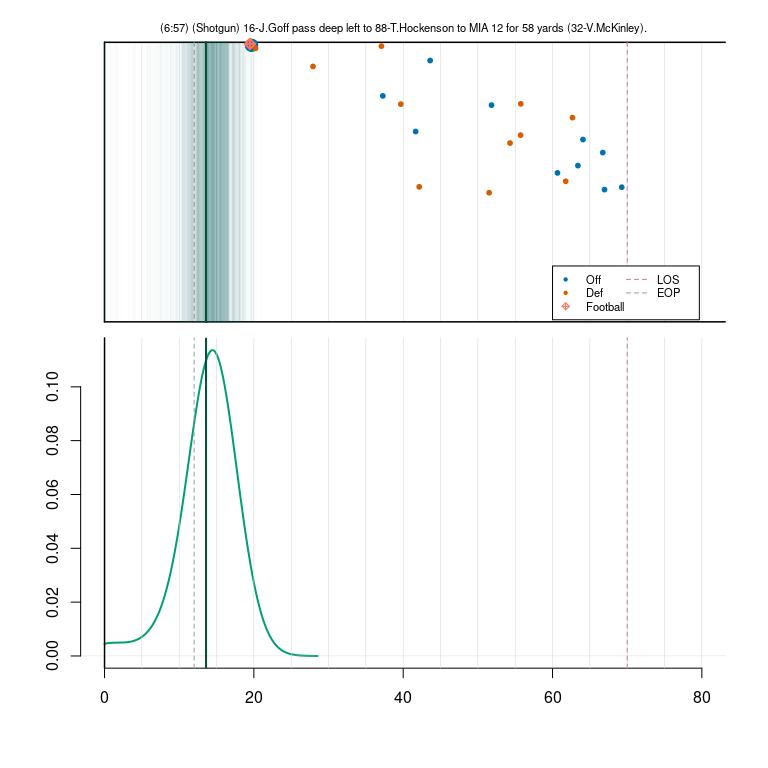 (6:57) (Shotgun) 16-J.Goff pass deep left to 88-T.Hockenson to MIA 12 for 58 yards (32-V.McKinley).
Off LOS
Def EOP
Football
0.10
0.08
0.06
0.04
0.02
0.00
0 20 40 60 80